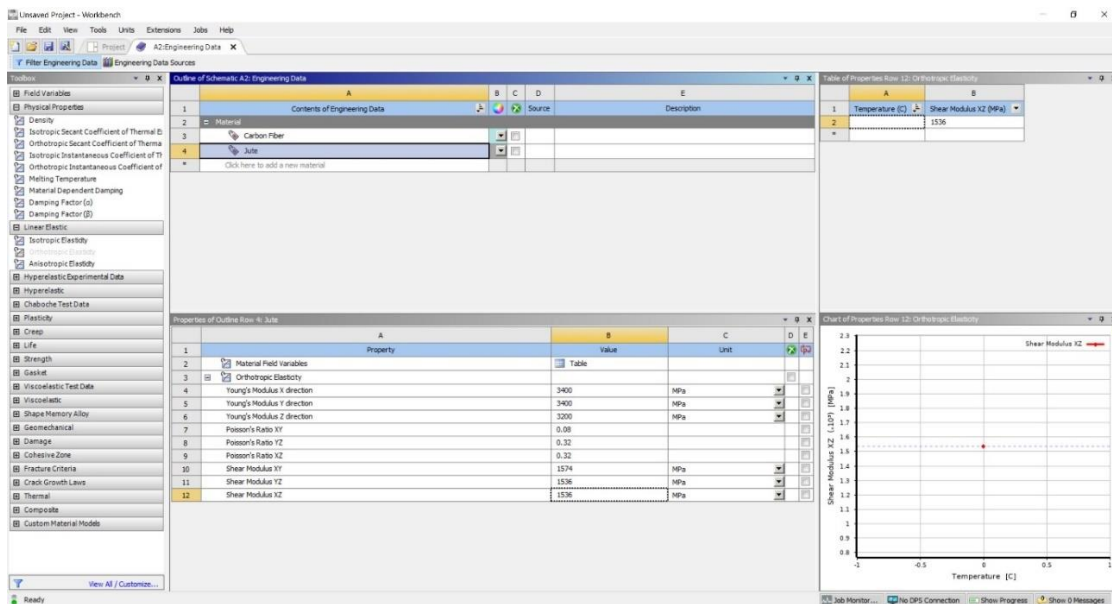 Unsaved Project - Workbench
File Edit View Tools Units Extensions Jobs Help
Project A2:Engineering Data X
Filter Engineering Data Engineering Data Sources
Toolbox
Field Variables
Physical Properties
Density
Isotropic Secant Coefficient of Thermal E
Orthotropic Secant Coefficient of Therma
Isotropic Instantaneous Coefficient of Th
Orthotropic Instantaneous Coefficient of
Melting Temperature
Material Dependent Damping
Damping Factor (α)
Damping Factor (β)
Linear Elastic
Isotropic Elasticity
Orthotropic Elasticity
Anisotropic Elasticity
Hyperelastic Experimental Data
Hyperelastic
Chaboche Test Data
Plasticity
Creep
Life
Strength
Gasket
Viscoelastic Test Data
Viscoelastic
Shape Memory Alloy
Geomechanical
Damage
Cohesive Zone
Fracture Criteria
Crack Growth Laws
Thermal
Composite
Custom Material Models
View All / Customize...
Ready
Outline of Schematic A2: Engineering Data
A B C D E
1 Contents of Engineering Data Source Description
2 Material
3 Carbon Fiber
4 Jute
* Click here to add a new material
Properties of Outline Row 4: Jute
A B C D E
1 Property Value Unit
2 Material Field Variables Table
3 Orthotropic Elasticity
4 Young's Modulus X direction 3400 MPa
5 Young's Modulus Y direction 3400 MPa
6 Young's Modulus Z direction 3200 MPa
7 Poisson's Ratio XY 0.08
8 Poisson's Ratio YZ 0.32
9 Poisson's Ratio XZ 0.32
10 Shear Modulus XY 1574 MPa
11 Shear Modulus YZ 1536 MPa
12 Shear Modulus XZ 1536 MPa
Table of Properties Row 12: Orthotropic Elasticity
A B
1 Temperature (C) Shear Modulus XZ (MPa)
2 1536
*
Chart of Properties Row 12: Orthotropic Elasticity
Shear Modulus XZ
Shear Modulus XZ (.10³) [MPa]
2.3
2.2
2.1
2
1.9
1.8
1.7
1.6
1.5
1.4
1.3
1.2
1.1
1
0.9
0.8
-1 -0.5 0 0.5 1
Temperature [C]
Job Monitor... No DPS Connection Show Progress Show 0 Messages